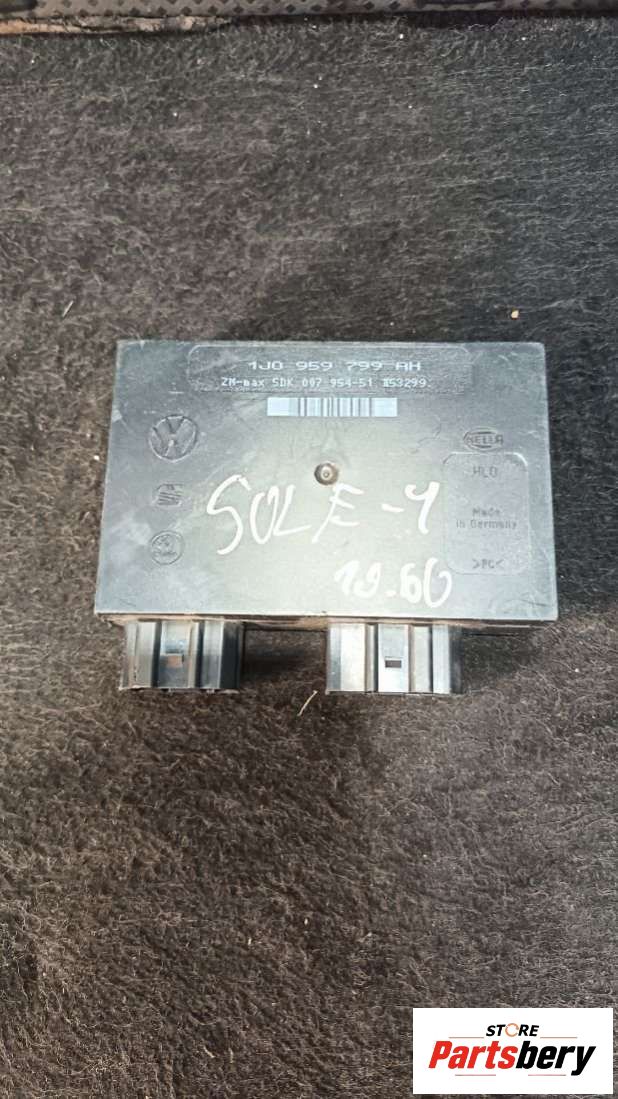 1J0 959 799 AH
ZM-max 5DK 007 954-51 153299
HELLA
HLO
Made
in Germany
>PC<
SOLE-4
19.60
STORE
Partsbery